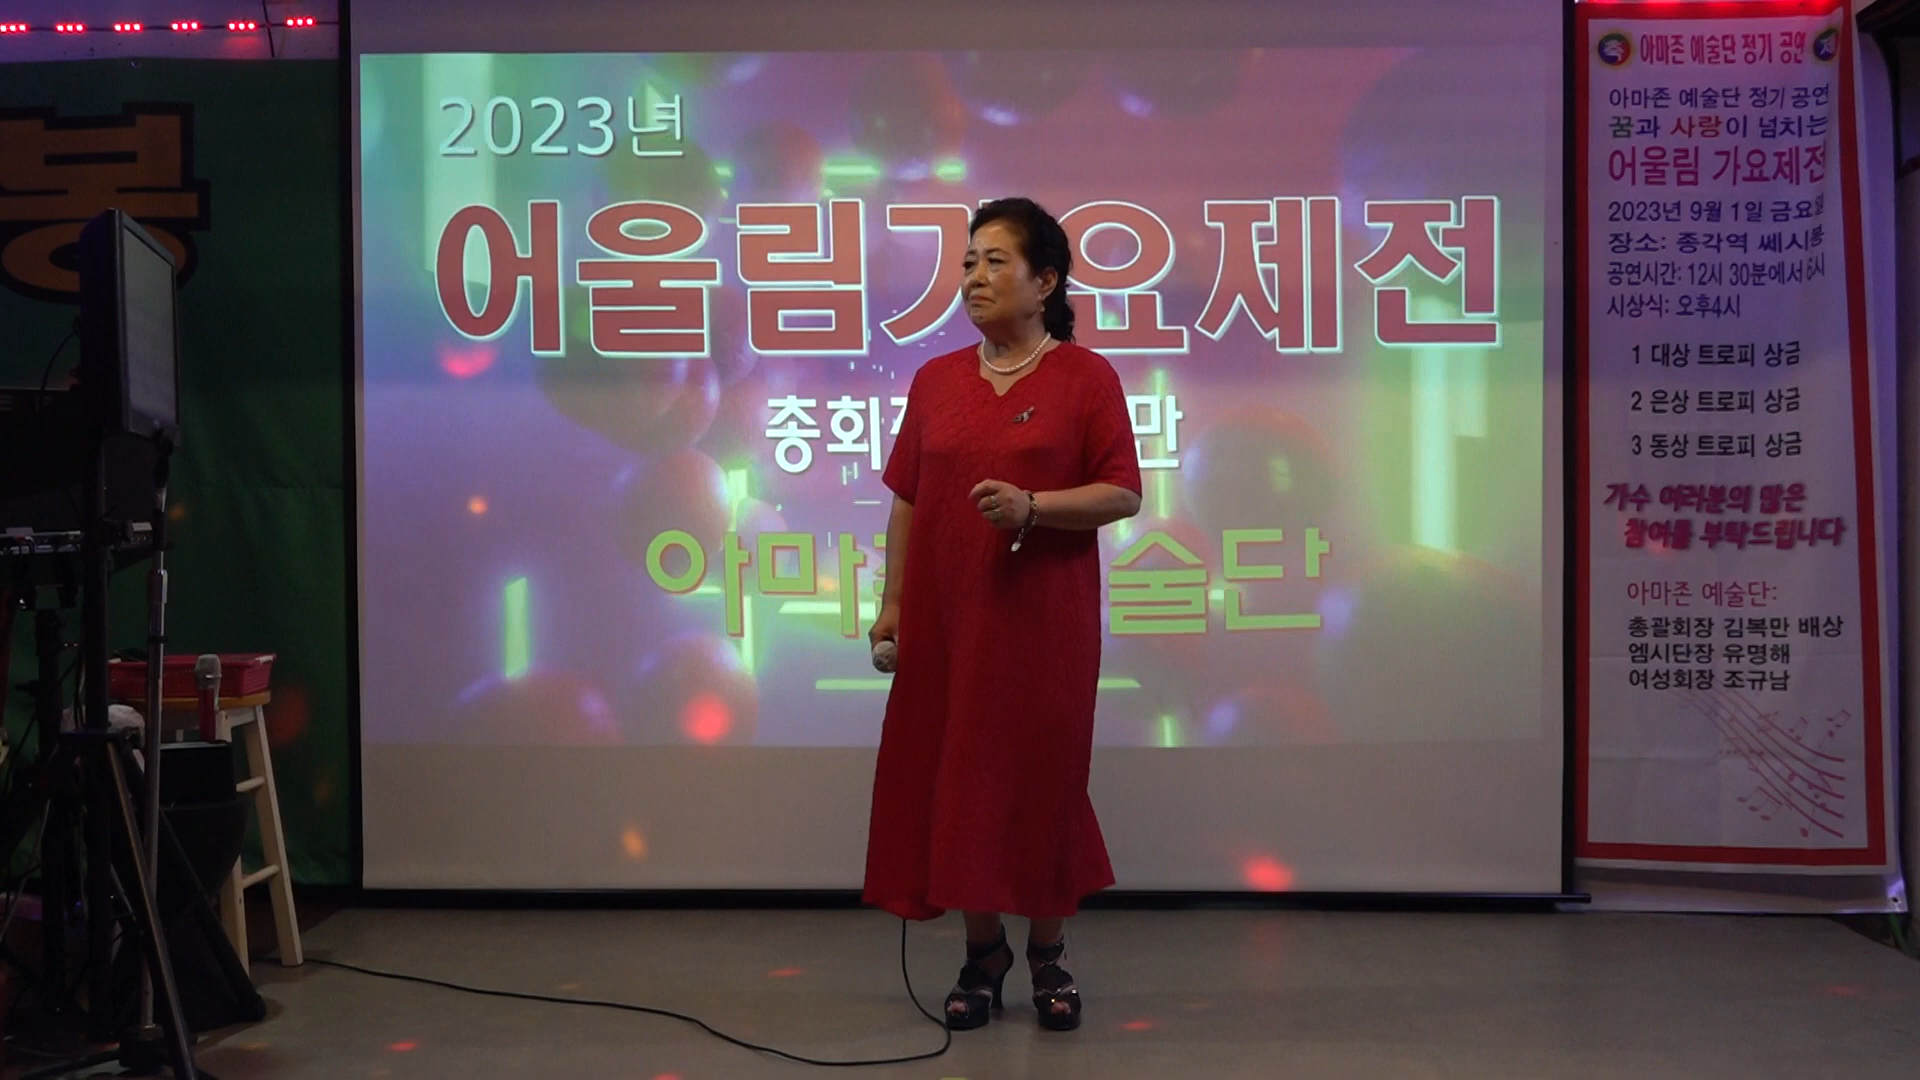 봉
2023년
어울림가요제전
총회 만
아마 술단
축 아마존 예술단 정기 공연 제
아마존 예술단 정기 공연
꿈과 사랑이 넘치는
어울림 가요제전
2023년 9월 1일 금요일
장소: 종각역 쎄시봉
공연시간: 12시 30분에서 6시
시상식: 오후4시
1 대상 트로피 상금
2 은상 트로피 상금
3 동상 트로피 상금
가수 여러분의 많은
참여를 부탁드립니다
아마존 예술단:
총괄회장 김복만 배상
엠시단장 유명해
여성회장 조규남